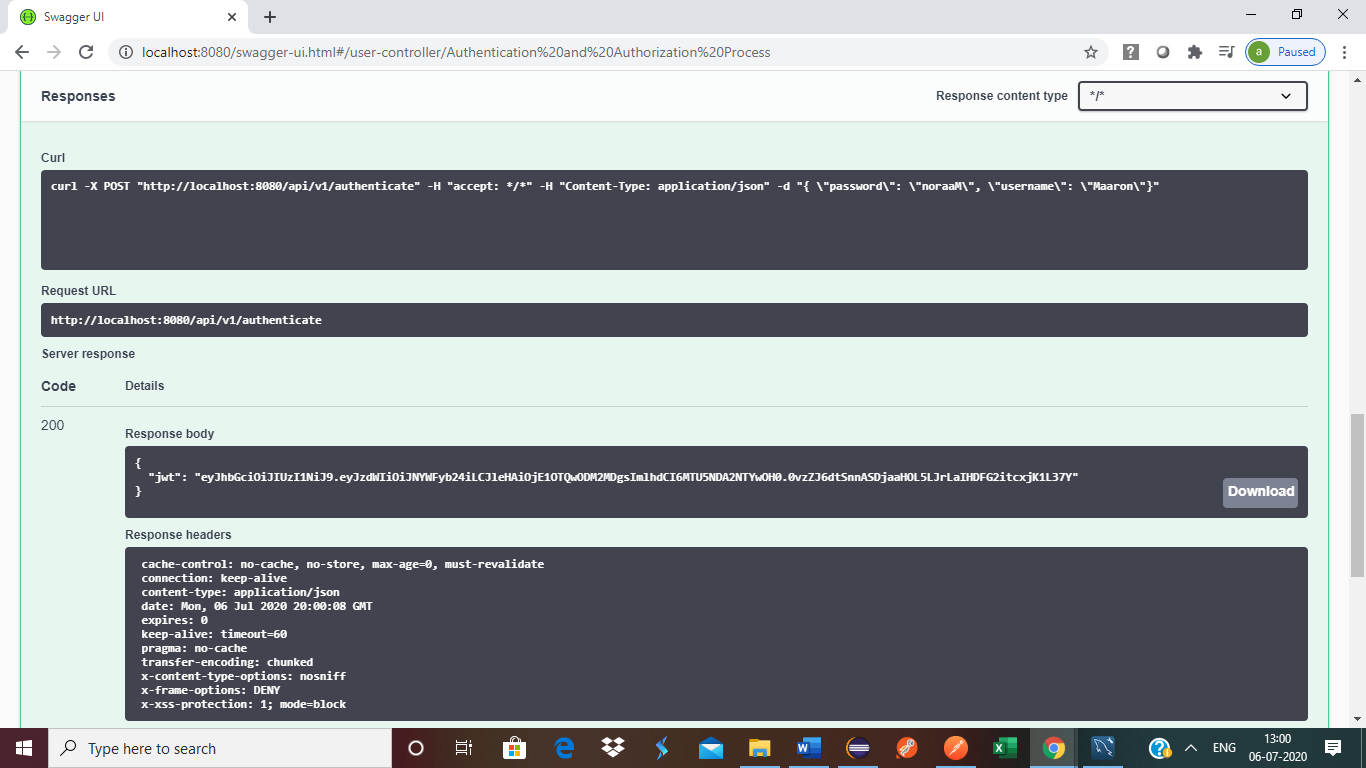 Swagger UI
localhost:8080/swagger-ui.html#/user-controller/Authentication%20and%20Authorization%20Process
a Paused
Responses
Response content type */*
Curl
curl -X POST "http://localhost:8080/api/v1/authenticate" -H "accept: */*" -H "Content-Type: application/json" -d "{ \"password\": \"noraaM\", \"username\": \"Maaron\"}"
Request URL
http://localhost:8080/api/v1/authenticate
Server response
Code Details
200
Response body
{
"jwt": "eyJhbGciOiJIUzI1NiJ9.eyJzdWIiOiJNYWFyb24iLCJleHAiOjE1OTQwODM2MDgsImlhdCI6MTU5NDA2NTYwOH0.0vzZJ6dtSnnASDjaaHOL5LJrLaIHDFG2itcxjK1L37Y"
}
Download
Response headers
cache-control: no-cache, no-store, max-age=0, must-revalidate
connection: keep-alive
content-type: application/json
date: Mon, 06 Jul 2020 20:00:08 GMT
expires: 0
keep-alive: timeout=60
pragma: no-cache
transfer-encoding: chunked
x-content-type-options: nosniff
x-frame-options: DENY
x-xss-protection: 1; mode=block
Type here to search
ENG
13:00
06-07-2020